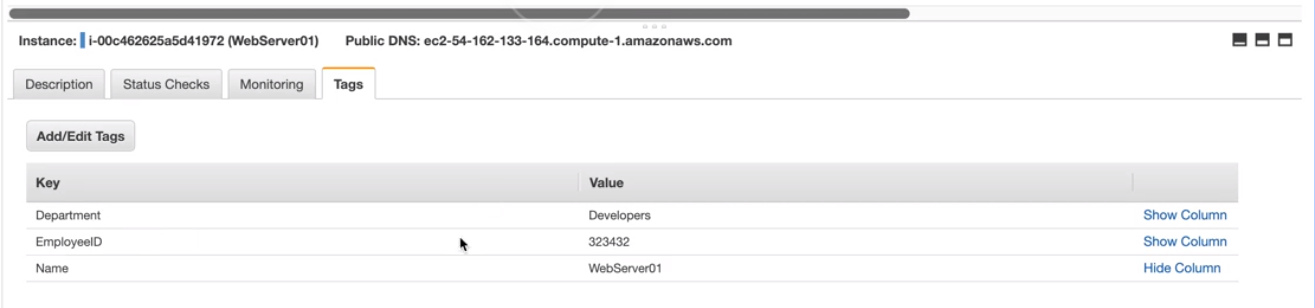 Instance: i-00c462625a5d41972 (WebServer01) Public DNS: ec2-54-162-133-164.compute-1.amazonaws.com
Description Status Checks Monitoring Tags
Add/Edit Tags
Key Value
Department Developers Show Column
EmployeeID 323432 Show Column
Name WebServer01 Hide Column